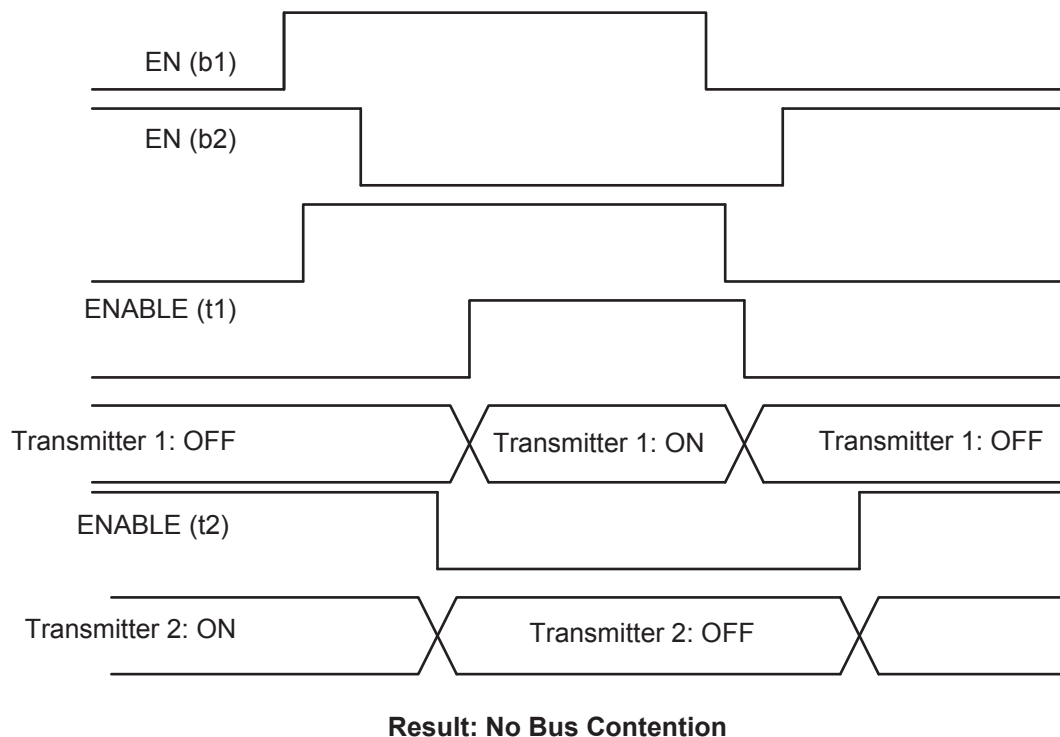 EN (b1)
EN (b2)
ENABLE (t1)
Transmitter 1: OFF
Transmitter 1: ON
Transmitter 1: OFF
ENABLE (t2)
Transmitter 2: ON
Transmitter 2: OFF
Result: No Bus Contention